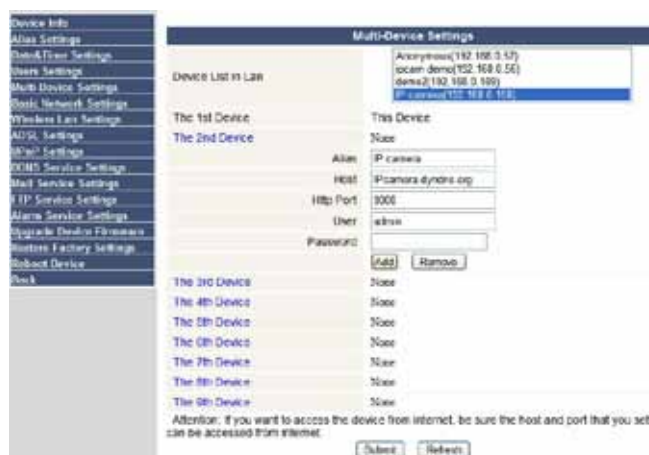 Device Info
Alias Settings
Date&Time Settings
Users Settings
Multi-Device Settings
Basic Network Settings
Wireless Lan Settings
ADSL Settings
UPnP Settings
DDNS Service Settings
Mail Service Settings
FTP Service Settings
Alarm Service Settings
Upgrade Device Firmware
Restore Factory Settings
Reboot Device
Back
Multi-Device Settings
Device List in Lan
Anonymous(192.168.0.52)
ipcam demo(192.168.0.56)
demo2(192.168.0.189)
IP camera(192.168.0.158)
The 1st Device This Device
The 2nd Device None
Alias IP camera
Host IPcamera.dyndns.org
Http Port
User admin
Password
Add Remove
The 3rd Device None
The 4th Device None
The 5th Device None
The 6th Device None
The 7th Device None
The 8th Device None
The 9th Device None
Attention: If you want to access the device from internet, be sure the host and port that you set
can be accessed from internet.
Submit Refresh